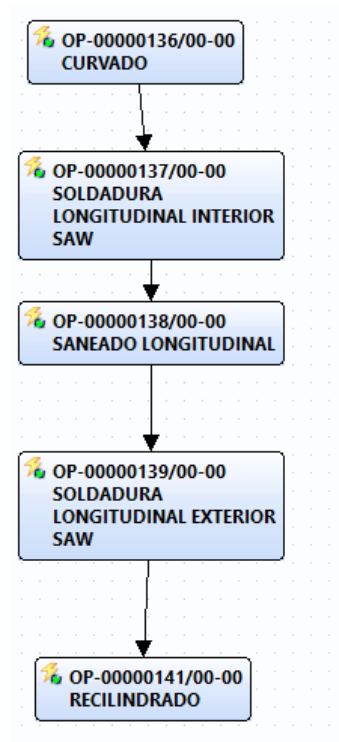 OP-00000136/00-00
CURVADO
OP-00000137/00-00
SOLDADURA
LONGITUDINAL INTERIOR
SAW
OP-00000138/00-00
SANEADO LONGITUDINAL
OP-00000139/00-00
SOLDADURA
LONGITUDINAL EXTERIOR
SAW
OP-00000141/00-00
RECILINDRADO